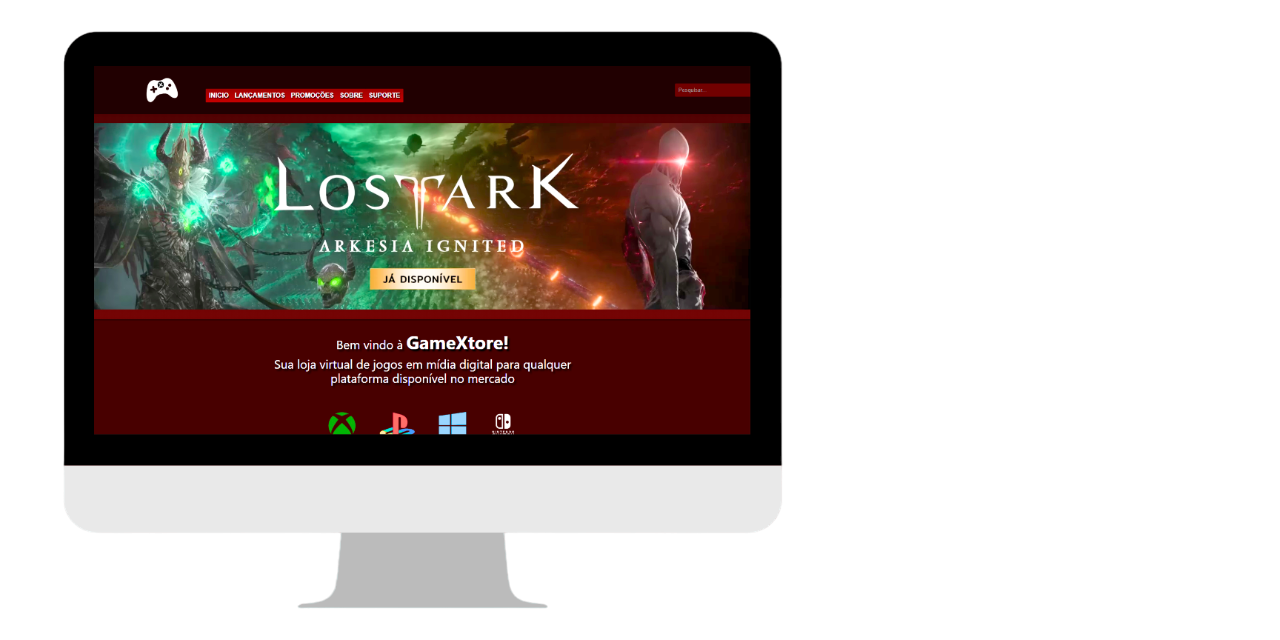 INICIO LANÇAMENTOS PROMOÇÕES SOBRE SUPORTE
Pesquisar...
LOST ARK
ARKESIA IGNITED
JÁ DISPONÍVEL
Bem vindo à GameXtore!
Sua loja virtual de jogos em mídia digital para qualquer
plataforma disponível no mercado